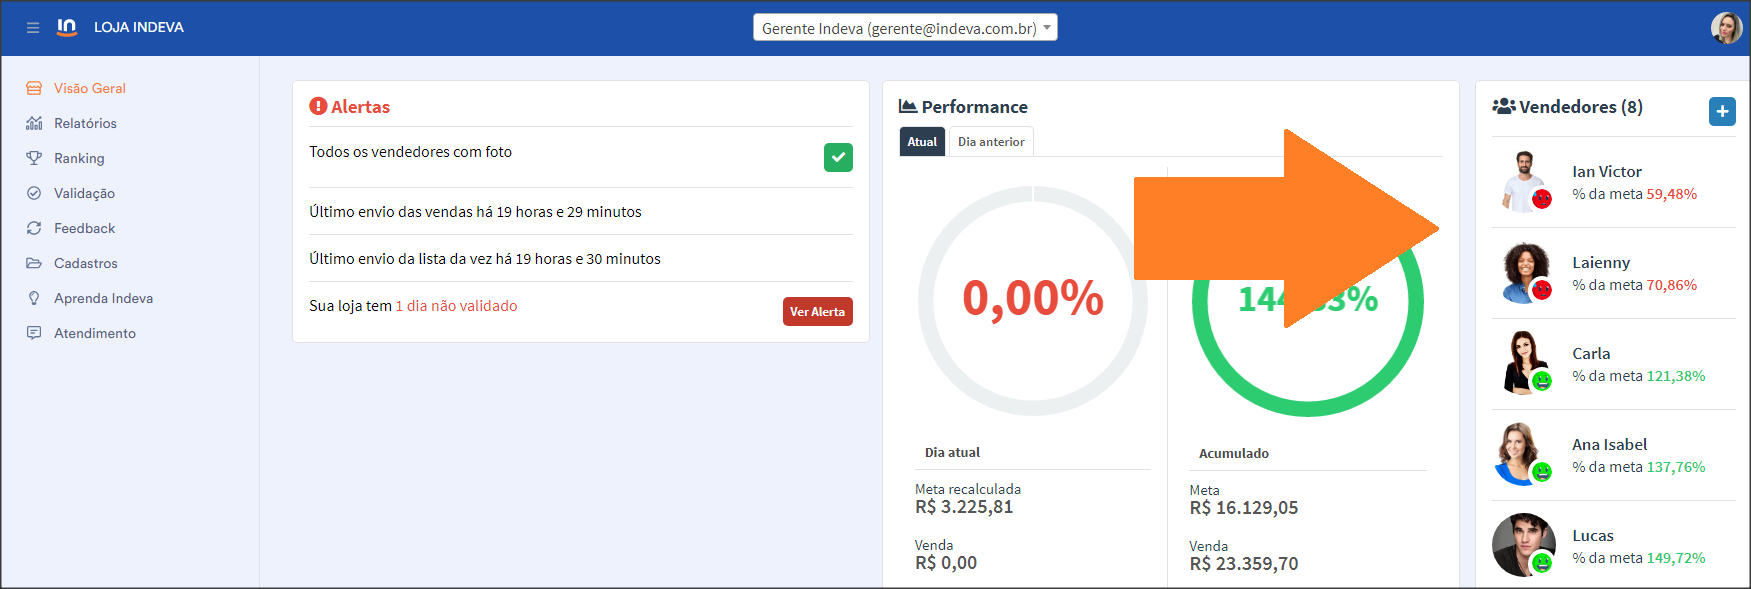 in
LOJA INDEVA
Gerente Indeva (gerente@indeva.com.br)
Visão Geral
Relatórios
Ranking
Validação
Feedback
Cadastros
Aprenda Indeva
Atendimento
Alertas
Todos os vendedores com foto
Último envio das vendas há 19 horas e 29 minutos
Último envio da lista da vez há 19 horas e 30 minutos
Sua loja tem 1 dia não validado
Ver Alerta
Performance
Atual
Dia anterior
0,00%
Dia atual
Meta recalculada
R$ 3.225,81
Venda
R$ 0,00
Acumulado
Meta
R$ 16.129,05
Venda
R$ 23.359,70
Vendedores (8)
Ian Victor
% da meta 59,48%
Laienny
% da meta 70,86%
Carla
% da meta 121,38%
Ana Isabel
% da meta 137,76%
Lucas
% da meta 149,72%